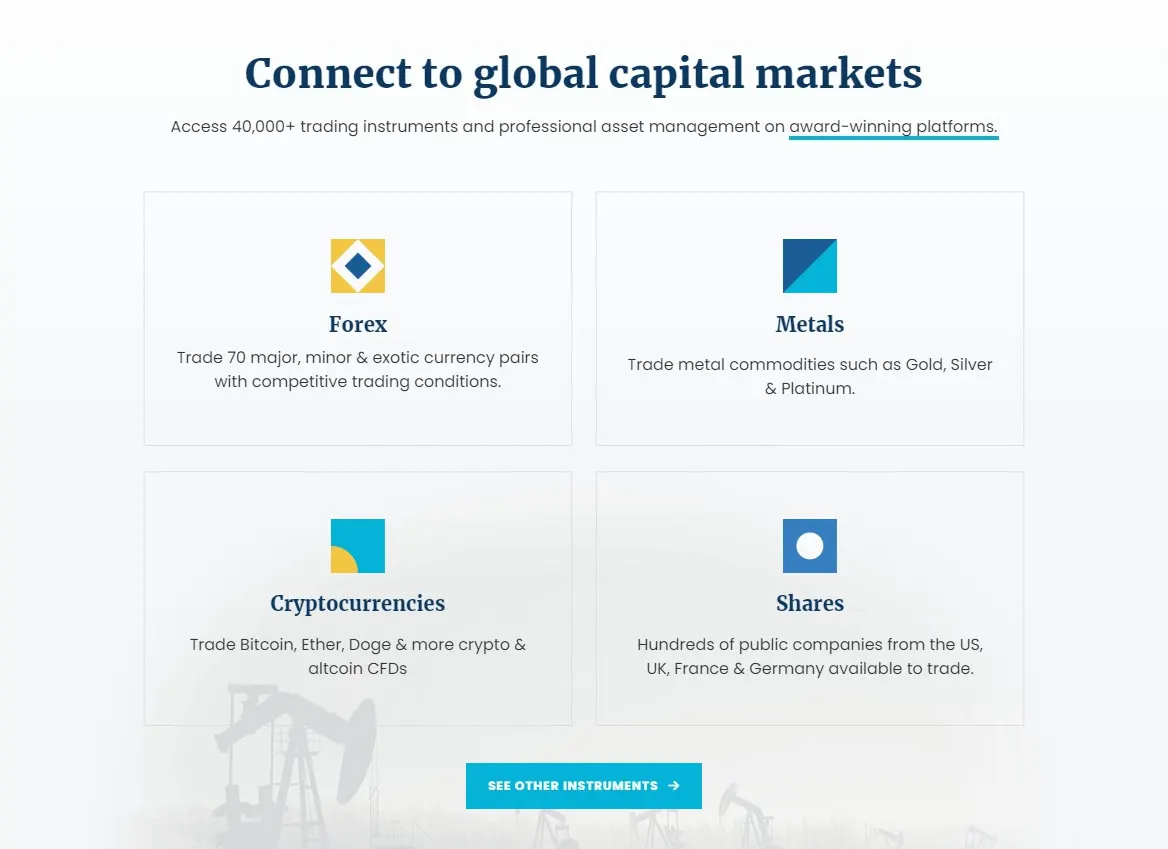 Connect to global capital markets
Access 40,000+ trading instruments and professional asset management on award-winning platforms.
Forex
Trade 70 major, minor & exotic currency pairs
with competitive trading conditions.
Metals
Trade metal commodities such as Gold, Silver
& Platinum.
Cryptocurrencies
Trade Bitcoin, Ether, Doge & more crypto &
altcoin CFDs
Shares
Hundreds of public companies from the US,
UK, France & Germany available to trade.
SEE OTHER INSTRUMENTS →